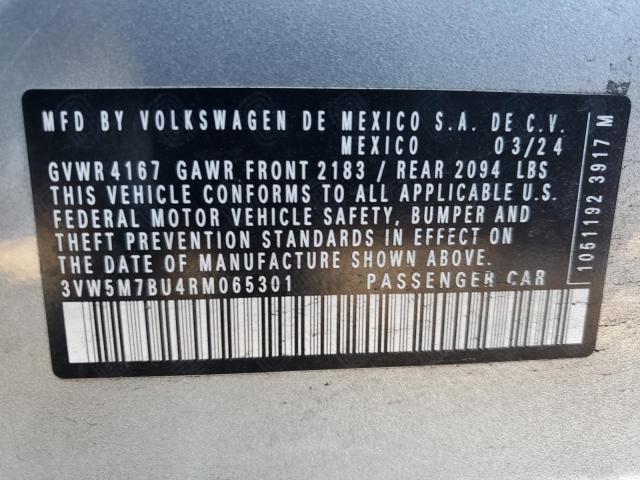 MFD BY VOLKSWAGEN DE MEXICO S.A. DE C.V.
MEXICO 03/24
GVWR 4167 GAWR FRONT 2183 / REAR 2094 LBS
THIS VEHICLE CONFORMS TO ALL APPLICABLE U.S.
FEDERAL MOTOR VEHICLE SAFETY, BUMPER AND
THEFT PREVENTION STANDARDS IN EFFECT ON
THE DATE OF MANUFACTURE SHOWN ABOVE.
3VW5M7BU4RM065301 PASSENGER CAR
1051192 3917 M